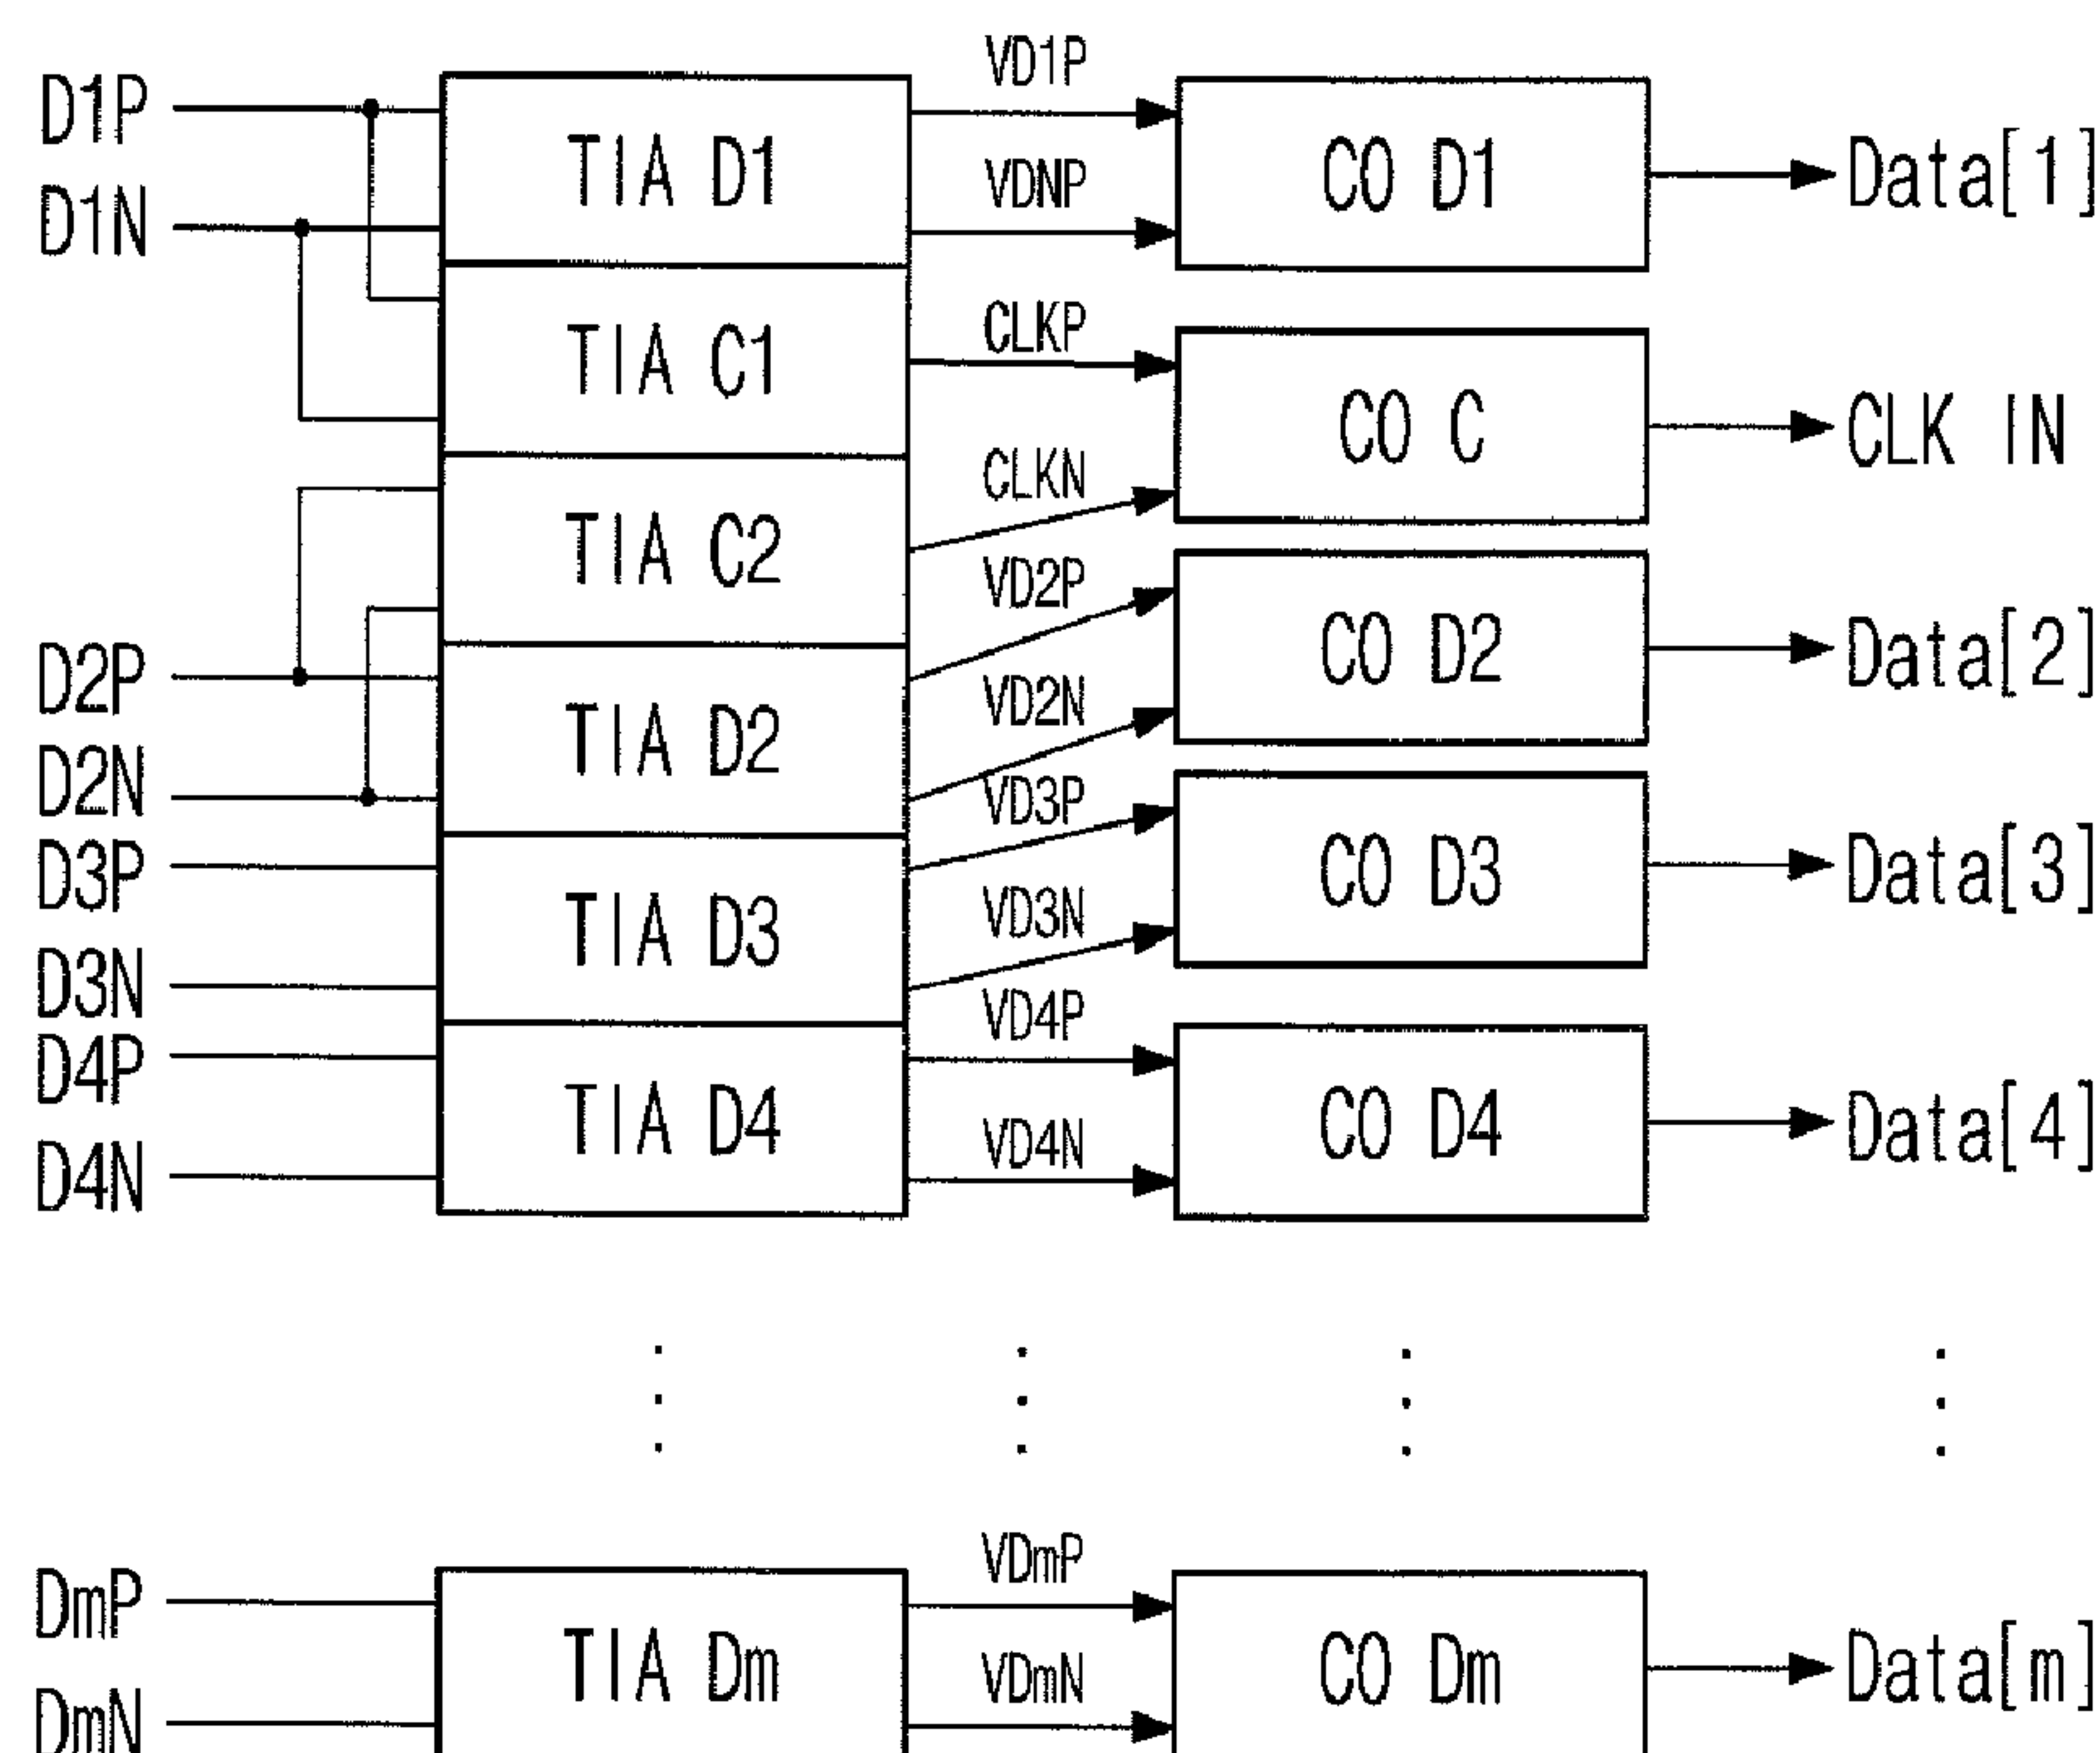 D1P
D1N
D2P
D2N
D3P
D3N
D4P
D4N
DmP
DmN
TIA D1
TIA C1
TIA C2
TIA D2
TIA D3
TIA D4
TIA Dm
VD1P
VDNP
CLKP
CLKN
VD2P
VD2N
VD3P
VD3N
VD4P
VD4N
VDmP
VDmN
CO D1
CO C
CO D2
CO D3
CO D4
CO Dm
Data[1]
CLK IN
Data[2]
Data[3]
Data[4]
Data[m]